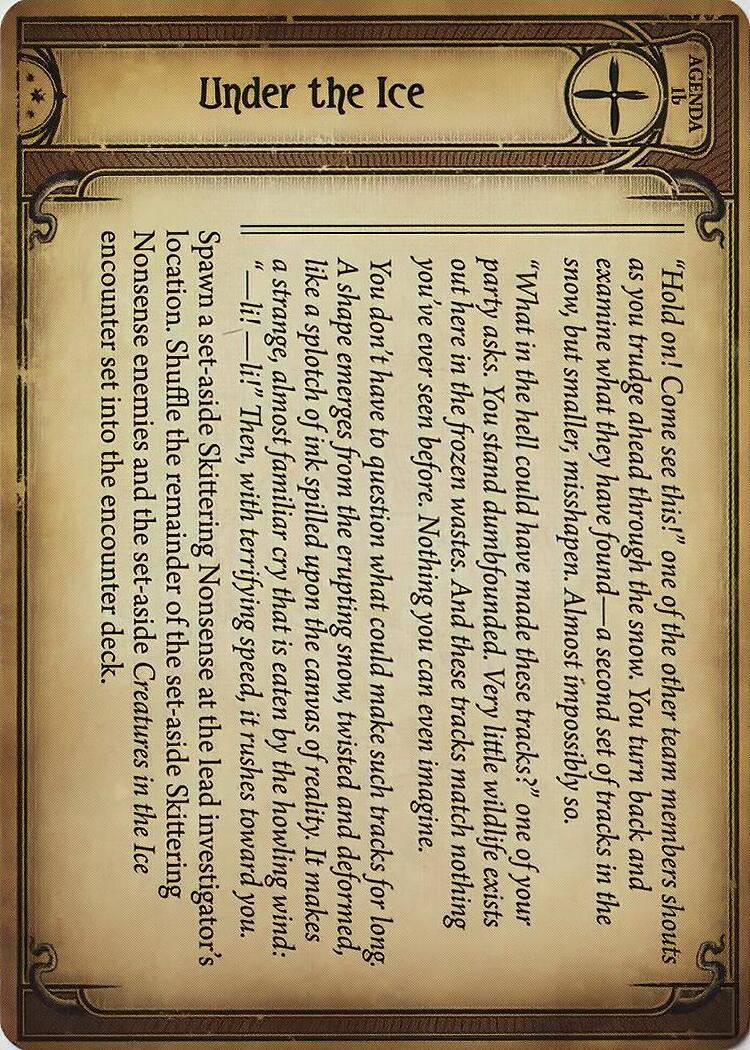 AGENDA
1b
Under the Ice
“Hold on! Come see this!” one of the other team members shouts
as you trudge ahead through the snow. You turn back and
examine what they have found—a second set of tracks in the
snow, but smaller, misshapen. Almost impossibly so.
“What in the hell could have made these tracks?” one of your
party asks. You stand dumbfounded. Very little wildlife exists
out here in the frozen wastes. And these tracks match nothing
you’ve ever seen before. Nothing you can even imagine.
You don’t have to question what could make such tracks for long.
A shape emerges from the erupting snow, twisted and deformed,
like a splotch of ink spilled upon the canvas of reality. It makes
a strange, almost familiar cry that is eaten by the howling wind:
“—li! —li!” Then, with terrifying speed, it rushes toward you.
Spawn a set-aside Skittering Nonsense at the lead investigator’s
location. Shuffle the remainder of the set-aside Skittering
Nonsense enemies and the set-aside Creatures in the Ice
encounter set into the encounter deck.